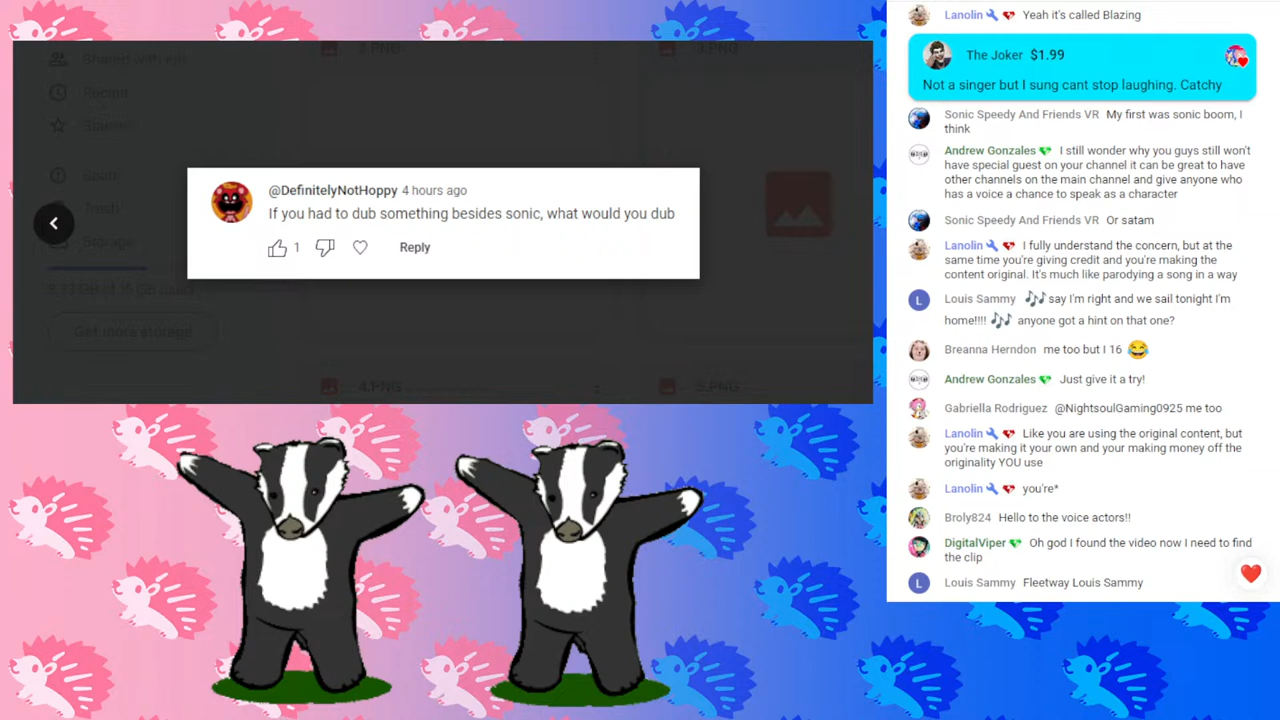 3.PNG
3.PNG
Shared with me
Recent
Starred
Spam
Trash
Storage
Get more storage
4.PNG
5.PNG
@DefinitelyNotHoppy 4 hours ago
If you had to dub something besides sonic, what would you dub
1
Reply
Lanolin Yeah it's called Blazing
The Joker $1.99
Not a singer but I sung cant stop laughing. Catchy
Sonic Speedy And Friends VR My first was sonic boom, I
think
Andrew Gonzales I still wonder why you guys still won't
have special guest on your channel it can be great to have
other channels on the main channel and give anyone who
has a voice a chance to speak as a character
Sonic Speedy And Friends VR Or satam
Lanolin I fully understand the concern, but at the
same time you're giving credit and you're making the
content original. It's much like parodying a song in a way
L Louis Sammy 🎶 say I'm right and we sail tonight I'm
home!!!! 🎶 anyone got a hint on that one?
Breanna Herndon me too but I 16 😂
Andrew Gonzales Just give it a try!
Gabriella Rodriguez @NightsoulGaming0925 me too
Lanolin Like you are using the original content, but
you're making it your own and your making money off the
originality YOU use
Lanolin you're*
Broly824 Hello to the voice actors!!
DigitalViper Oh god I found the video now I need to find
the clip
L Louis Sammy Fleetway Louis Sammy